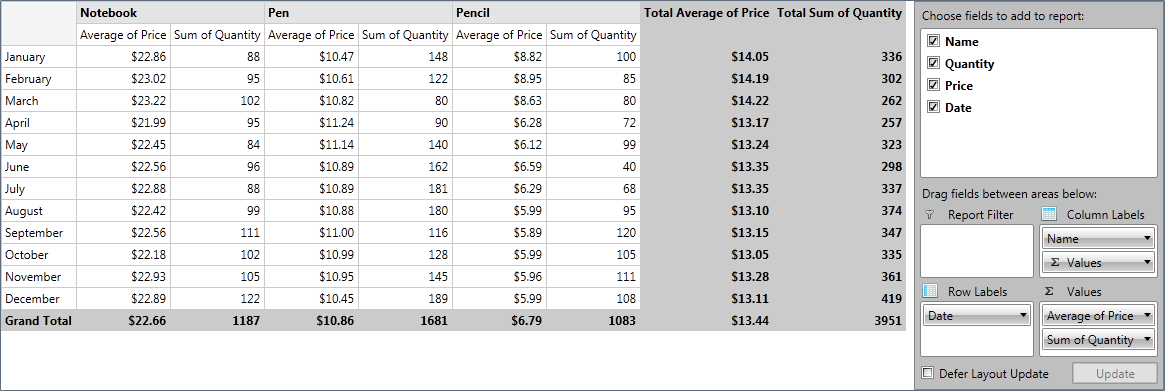 Notebook Pen Pencil Total Average of Price Total Sum of Quantity
Average of Price Sum of Quantity Average of Price Sum of Quantity Average of Price Sum of Quantity
January $22.86 88 $10.47 148 $8.82 100 $14.05 336
February $23.02 95 $10.61 122 $8.95 85 $14.19 302
March $23.22 102 $10.82 80 $8.63 80 $14.22 262
April $21.99 95 $11.24 90 $6.28 72 $13.17 257
May $22.45 84 $11.14 140 $6.12 99 $13.24 323
June $22.56 96 $10.89 162 $6.59 40 $13.35 298
July $22.88 88 $10.89 181 $6.29 68 $13.35 337
August $22.42 99 $10.88 180 $5.99 95 $13.10 374
September $22.56 111 $11.00 116 $5.89 120 $13.15 347
October $22.18 102 $10.99 128 $5.99 105 $13.05 335
November $22.93 105 $10.95 145 $5.96 111 $13.28 361
December $22.89 122 $10.45 189 $5.99 108 $13.11 419
Grand Total $22.66 1187 $10.86 1681 $6.79 1083 $13.44 3951
Choose fields to add to report:
Name
Quantity
Price
Date
Drag fields between areas below:
Report Filter Column Labels
Name
Σ Values
Row Labels Σ Values
Date Average of Price
Sum of Quantity
Defer Layout Update Update